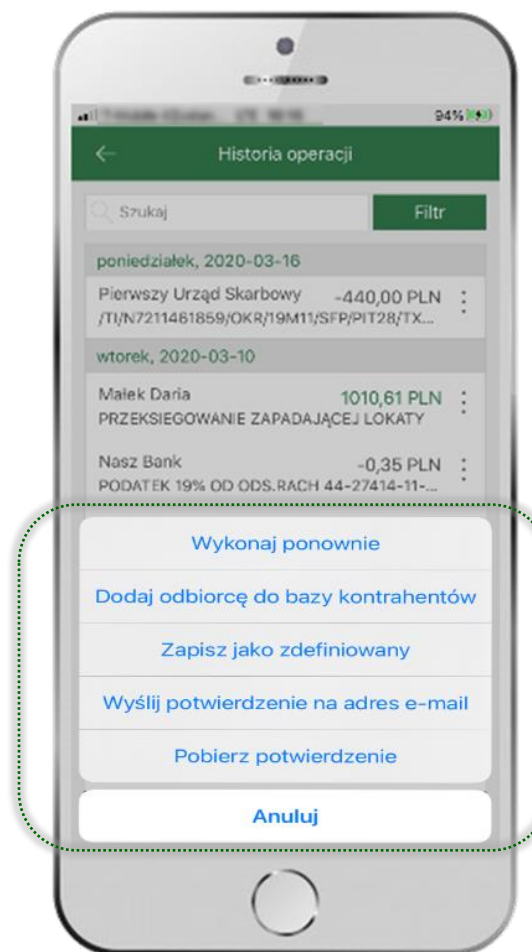 94%
Historia operacji
Szukaj
Filtr
poniedziałek, 2020-03-16
Pierwszy Urząd Skarbowy -440,00 PLN
/TI/N7211461859/OKR/19M11/SFP/PIT28/TX...
wtorek, 2020-03-10
Małek Daria 1010,61 PLN
PRZEKSIEGOWANIE ZAPADAJĄCEJ LOKATY
Nasz Bank -0,35 PLN
PODATEK 19% OD ODS.RACH 44-27414-11-...
Wykonaj ponownie
Dodaj odbiorcę do bazy kontrahentów
Zapisz jako zdefiniowany
Wyślij potwierdzenie na adres e-mail
Pobierz potwierdzenie
Anuluj